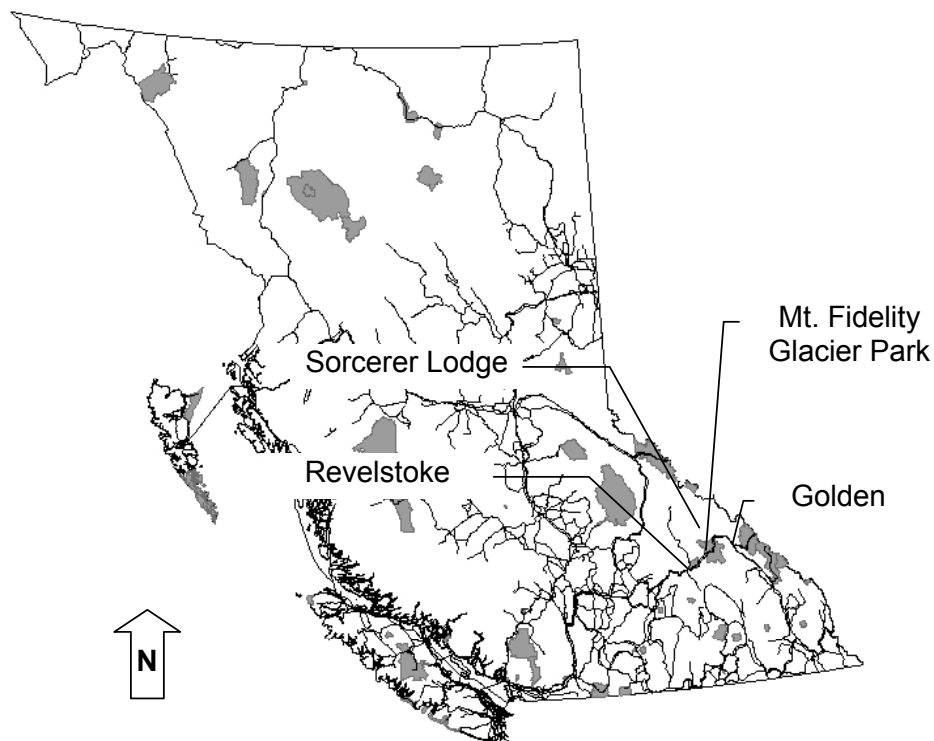 Mt. Fidelity
Glacier Park
Sorcerer Lodge
Revelstoke
Golden
N